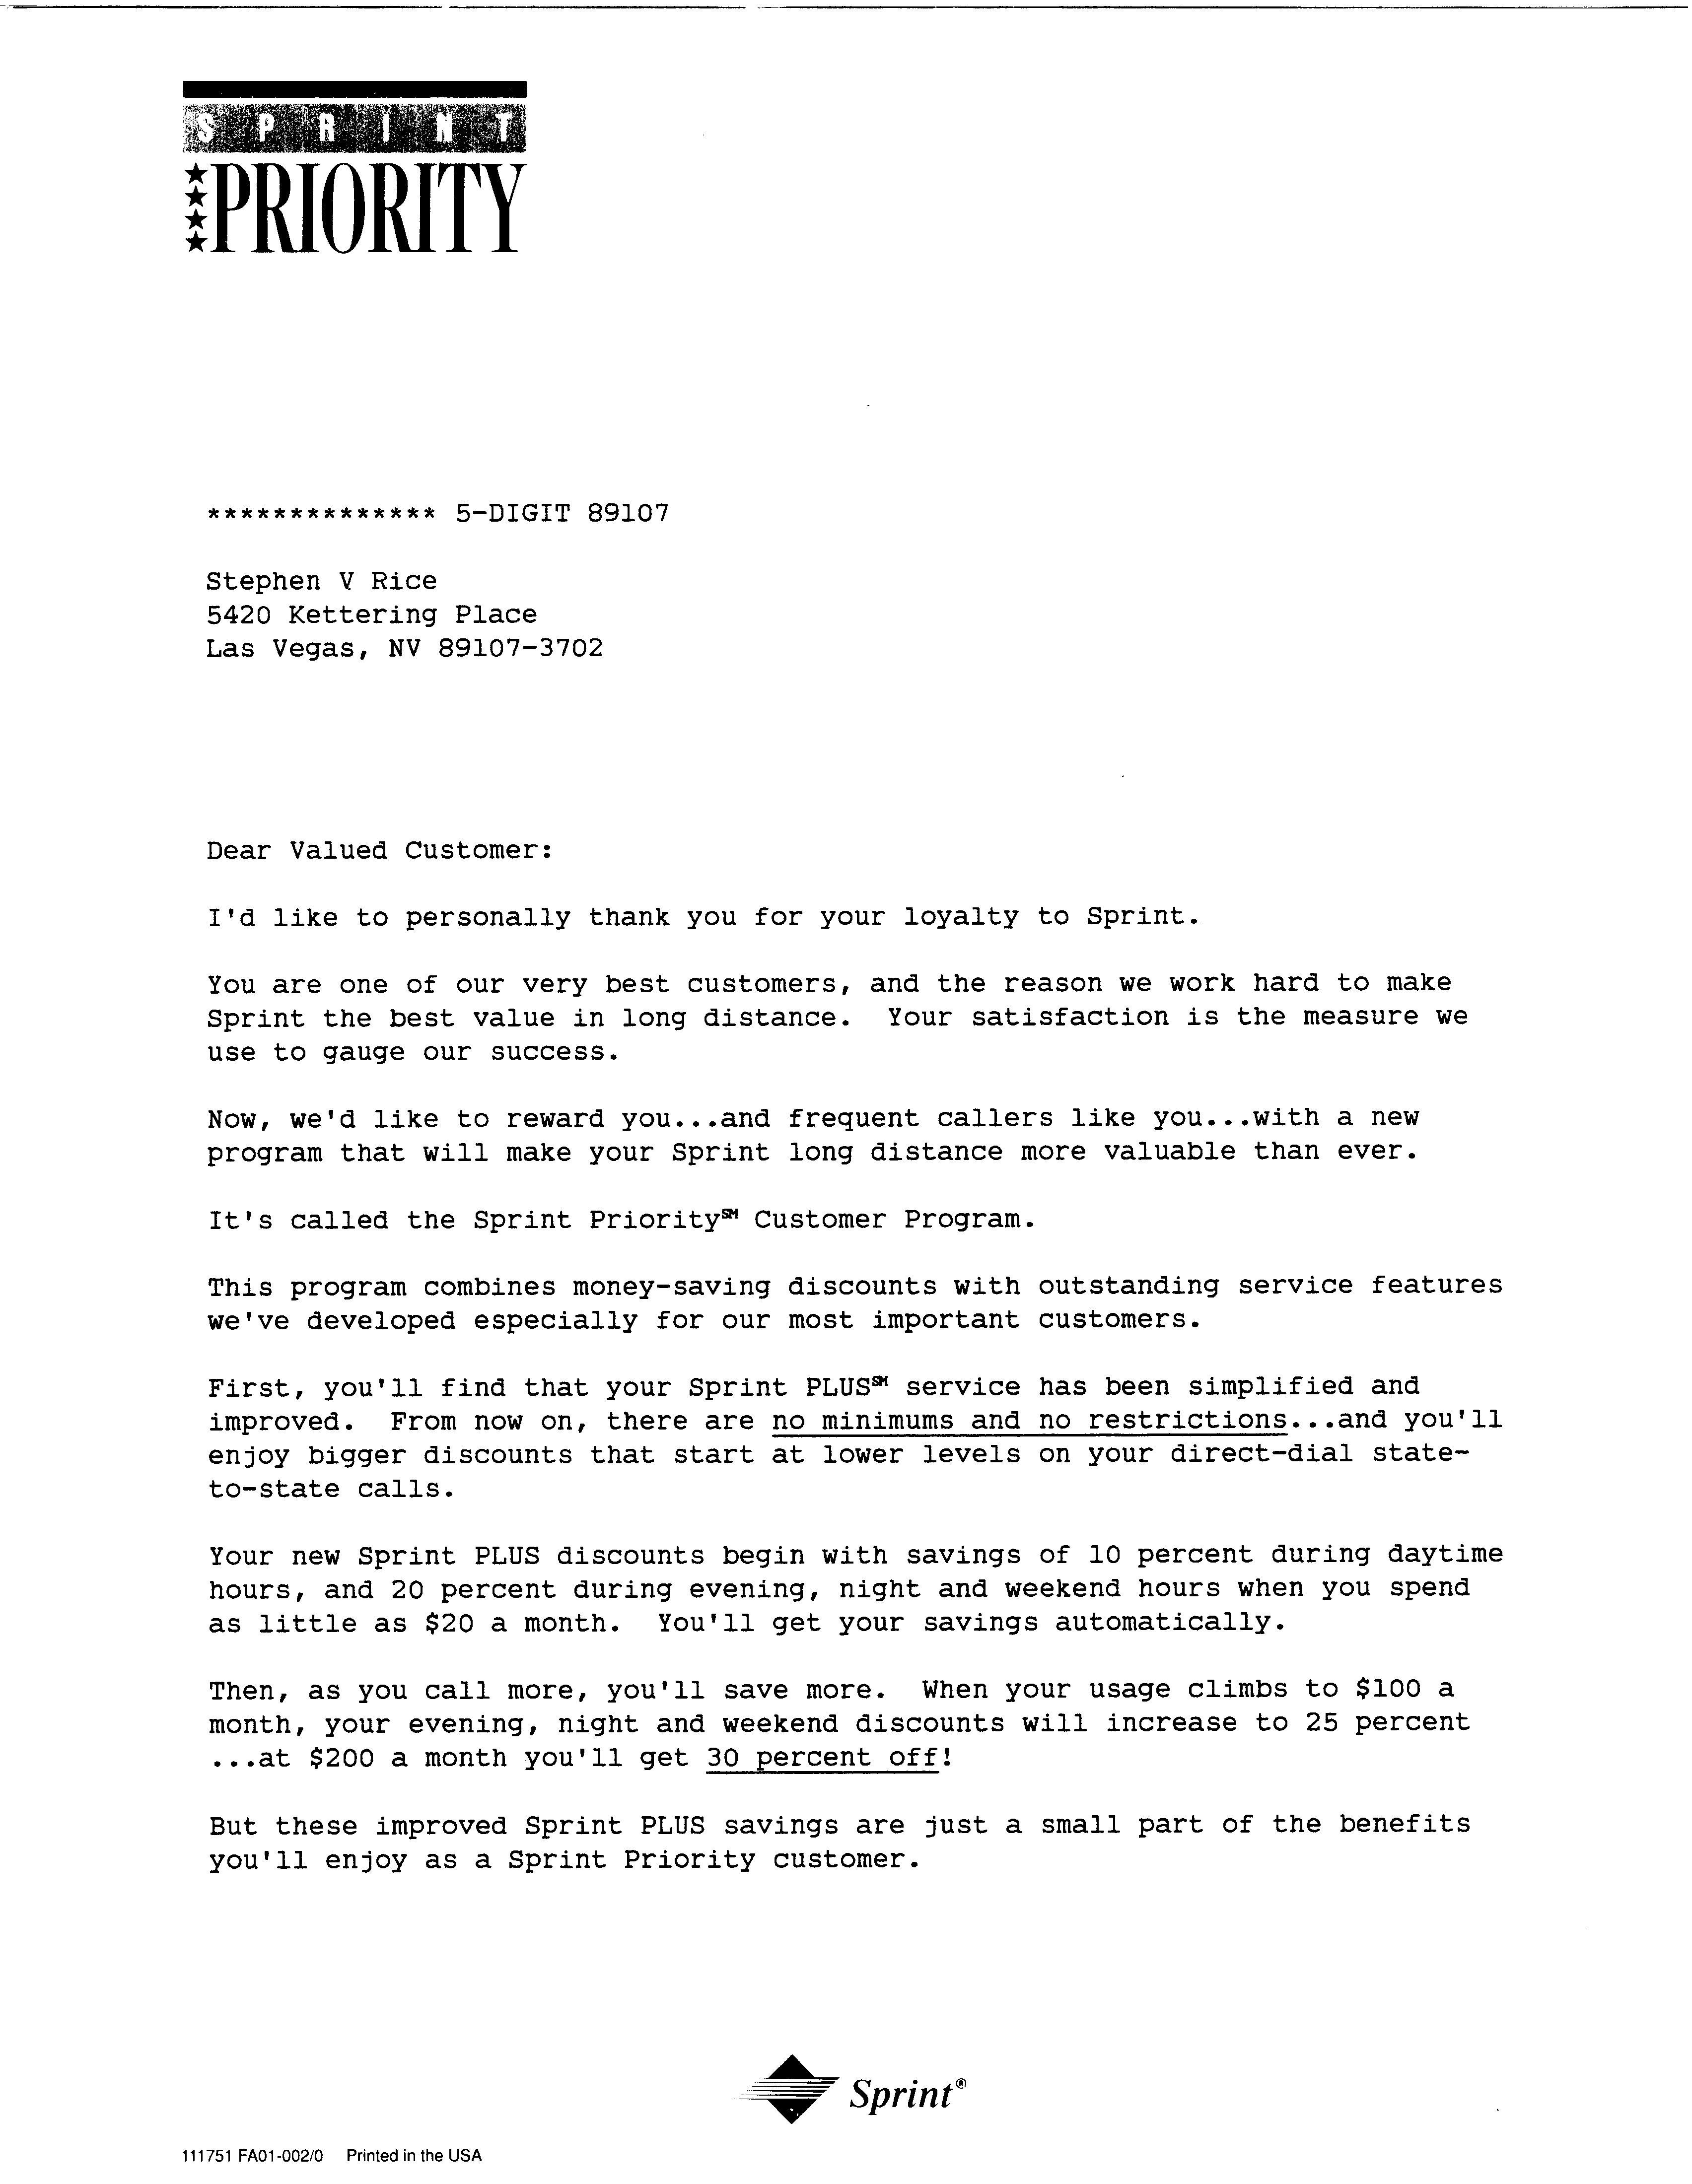 SPRINT
PRIORITY
************** 5-DIGIT 89107
Stephen V Rice
5420 Kettering Place
Las Vegas, NV 89107-3702
Dear Valued Customer:
I'd like to personally thank you for your loyalty to Sprint.
You are one of our very best customers, and the reason we work hard to make
Sprint the best value in long distance.  Your satisfaction is the measure we
use to gauge our success.
Now, we'd like to reward you...and frequent callers like you...with a new
program that will make your Sprint long distance more valuable than ever.
It's called the Sprint Priority℠ Customer Program.
This program combines money-saving discounts with outstanding service features
we've developed especially for our most important customers.
First, you'll find that your Sprint PLUS℠ service has been simplified and
improved.  From now on, there are no minimums and no restrictions...and you'll
enjoy bigger discounts that start at lower levels on your direct-dial state-
to-state calls.
Your new Sprint PLUS discounts begin with savings of 10 percent during daytime
hours, and 20 percent during evening, night and weekend hours when you spend
as little as $20 a month.  You'll get your savings automatically.
Then, as you call more, you'll save more.  When your usage climbs to $100 a
month, your evening, night and weekend discounts will increase to 25 percent
...at $200 a month you'll get 30 percent off!
But these improved Sprint PLUS savings are just a small part of the benefits
you'll enjoy as a Sprint Priority customer.
Sprint®
111751 FA01-002/0 Printed in the USA